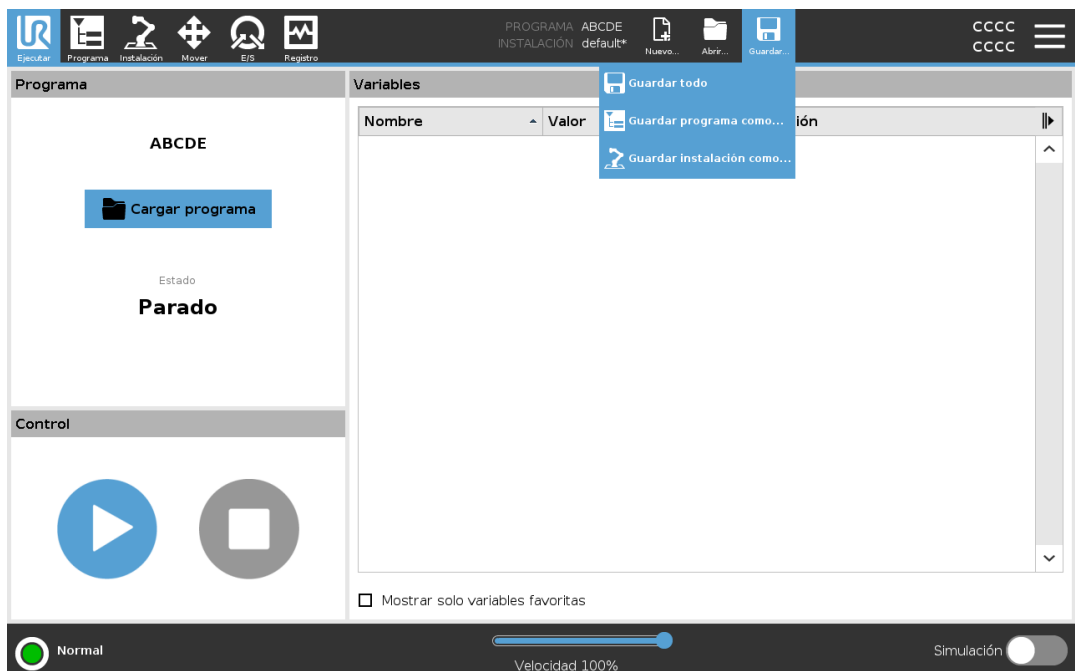 PROGRAMA ABCDE
INSTALACIÓN default*
CCCC
CCCC
Ejecutar Programa Instalación Mover E/S Registro
Nuevo... Abrir... Guardar...
Programa
Variables
Guardar todo
Guardar programa como...
Guardar instalación como...
Nombre Valor ión
ABCDE
Cargar programa
Estado
Parado
Control
Mostrar solo variables favoritas
Normal
Velocidad 100%
Simulación